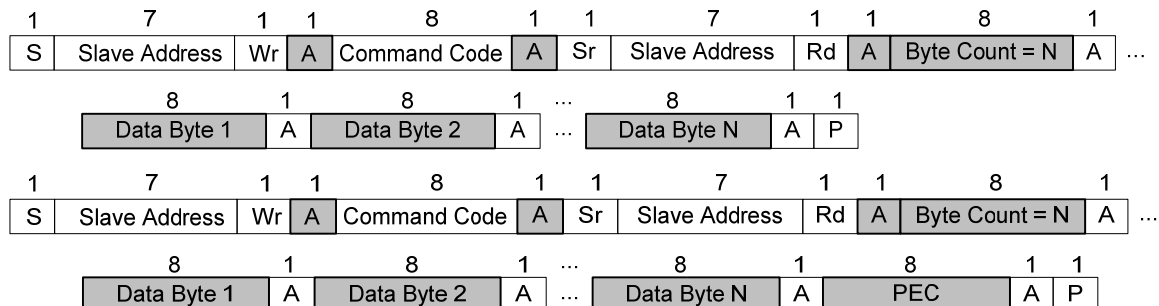 1 7 1 1 8 1 1 7 1 1 8 1
S Slave Address Wr A Command Code A Sr Slave Address Rd A Byte Count = N A ...
8 1 8 1 ... 8 1 1
Data Byte 1 A Data Byte 2 A ... Data Byte N A P
1 7 1 1 8 1 1 7 1 1 8 1
S Slave Address Wr A Command Code A Sr Slave Address Rd A Byte Count = N A ...
8 1 8 1 ... 8 1 8 1 1
Data Byte 1 A Data Byte 2 A ... Data Byte N A PEC A P